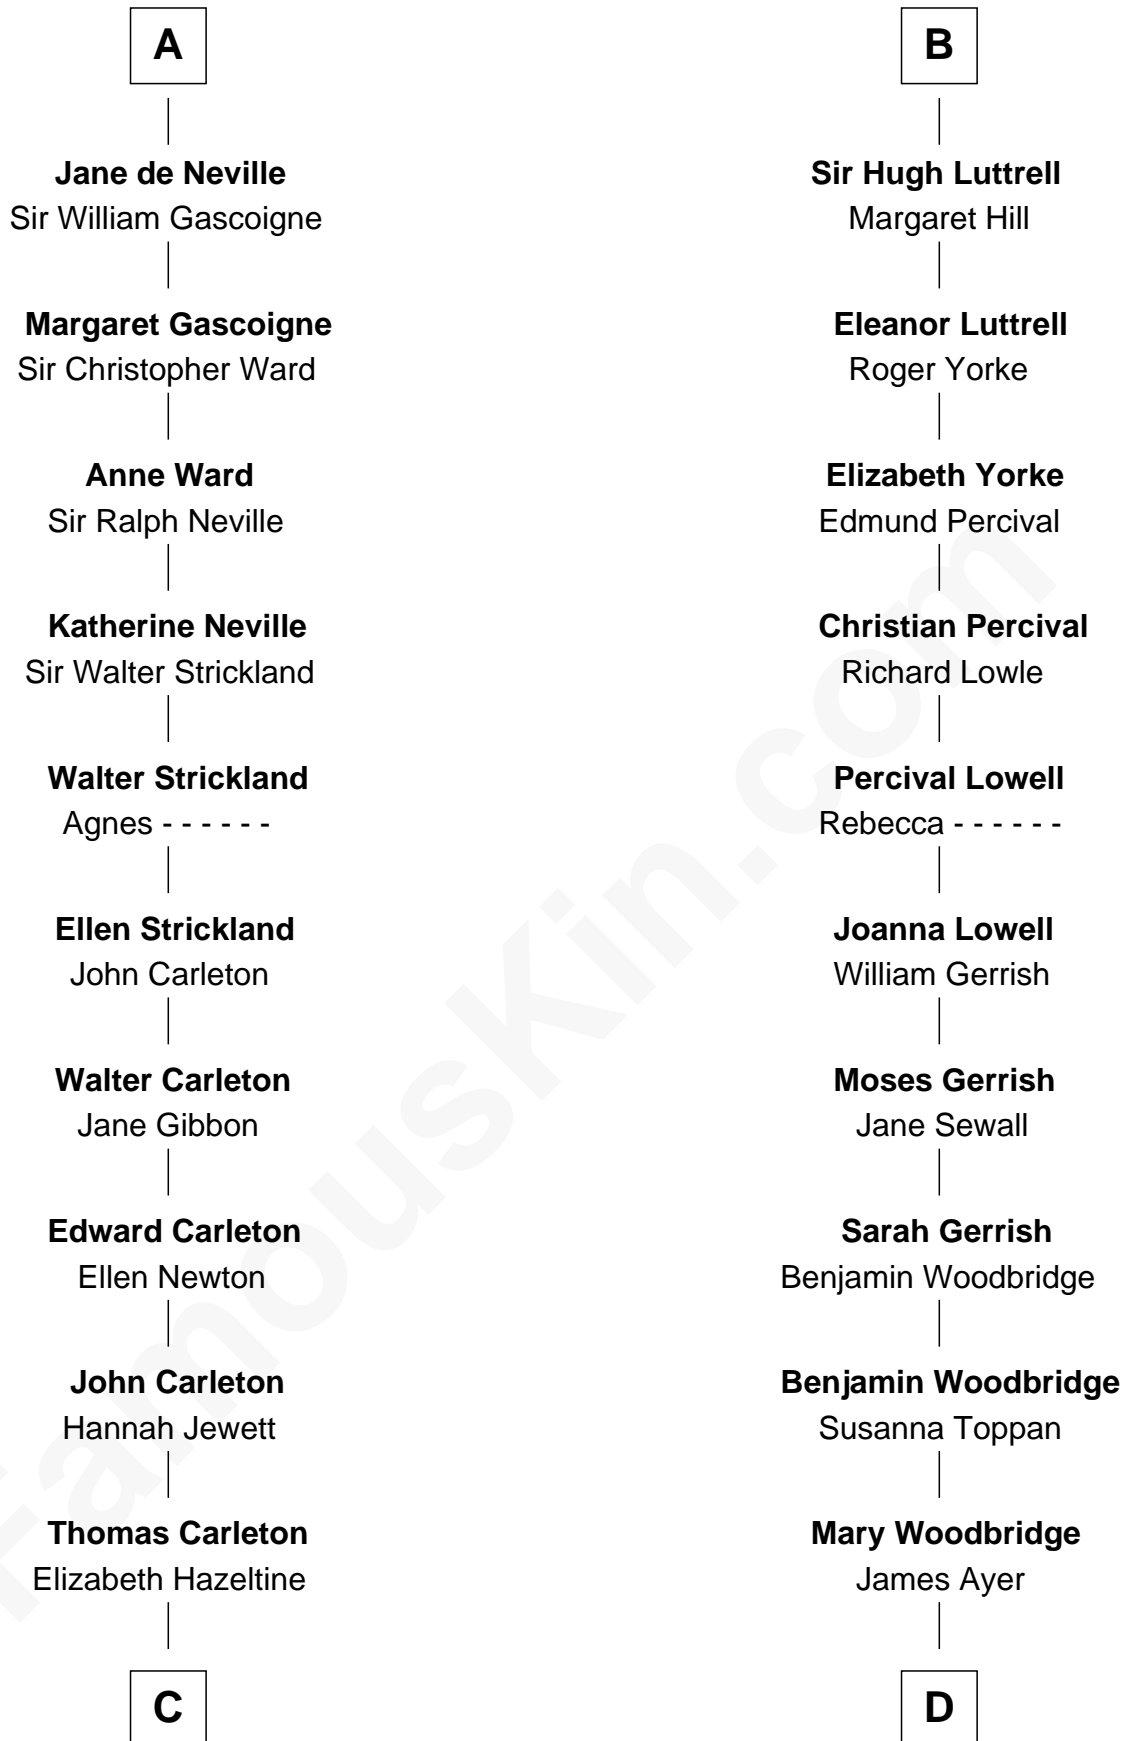 A
Jane de Neville
Sir William Gascoigne
Margaret Gascoigne
Sir Christopher Ward
Anne Ward
Sir Ralph Neville
Katherine Neville
Sir Walter Strickland
Walter Strickland
Agnes - - - - - -
Ellen Strickland
John Carleton
Walter Carleton
Jane Gibbon
Edward Carleton
Ellen Newton
John Carleton
Hannah Jewett
Thomas Carleton
Elizabeth Hazeltine
C
B
Sir Hugh Luttrell
Margaret Hill
Eleanor Luttrell
Roger Yorke
Elizabeth Yorke
Edmund Percival
Christian Percival
Richard Lowle
Percival Lowell
Rebecca - - - - - -
Joanna Lowell
William Gerrish
Moses Gerrish
Jane Sewall
Sarah Gerrish
Benjamin Woodbridge
Benjamin Woodbridge
Susanna Toppan
Mary Woodbridge
James Ayer
D
FamousKin.com